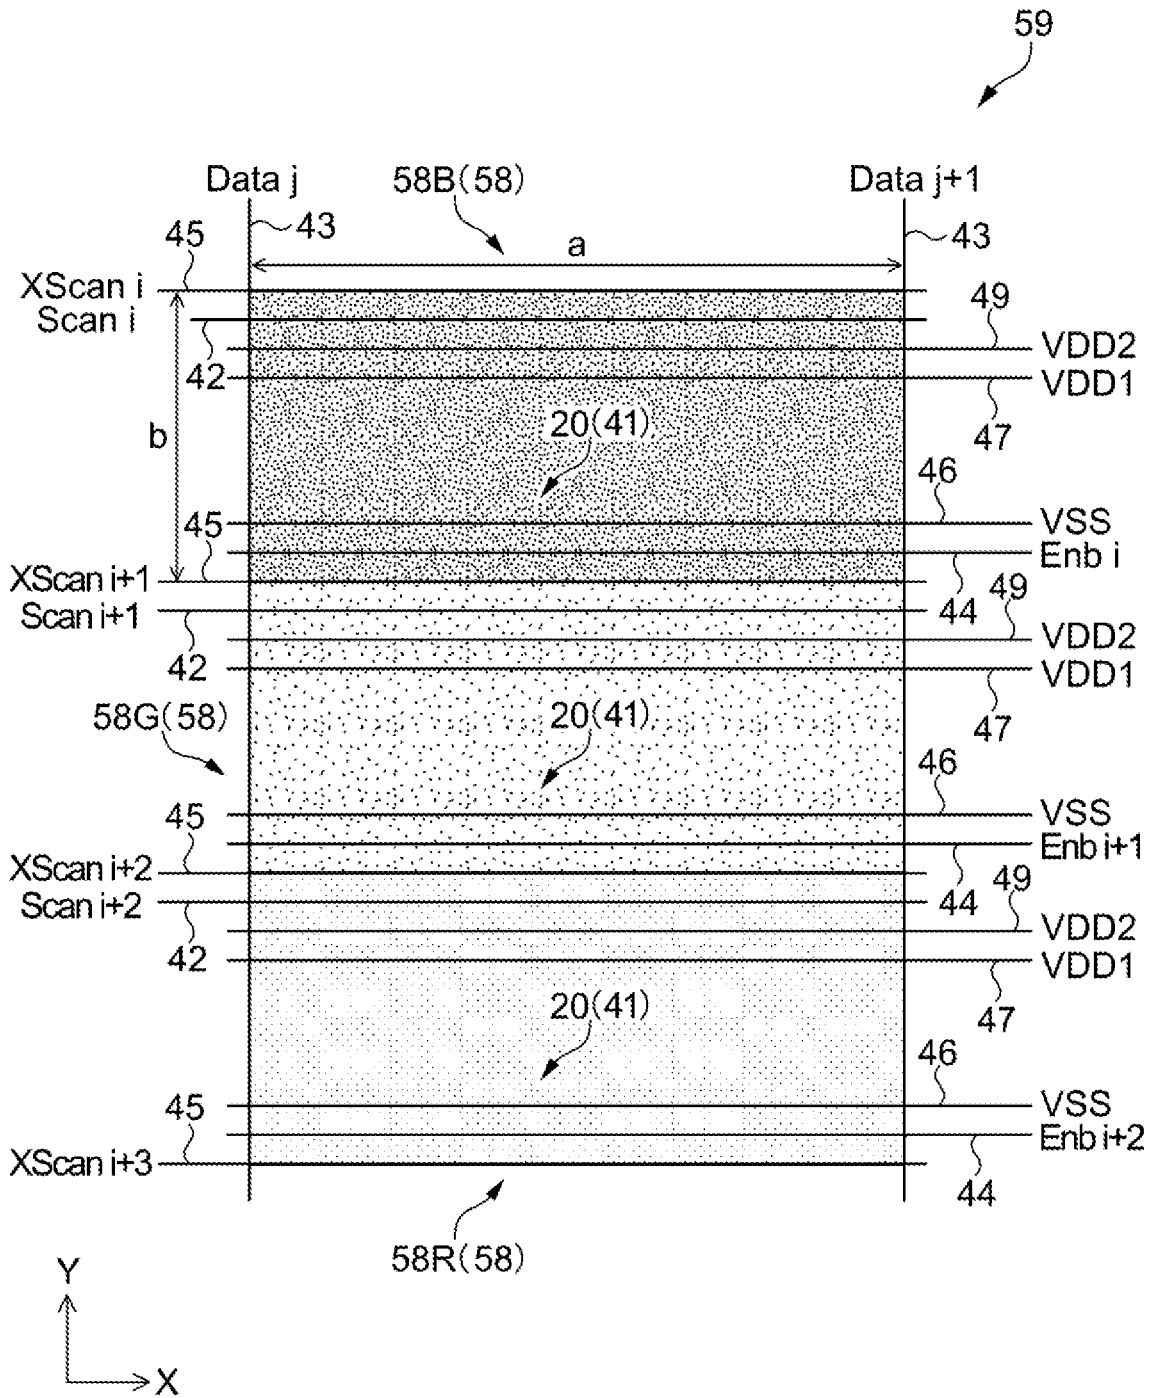 59
Data j
58B(58)
Data j+1
43
43
45
a
XScan i
Scan i
49
VDD2
42
VDD1
47
b
20(41)
46
45
VSS
Enb i
XScan i+1
Scan i+1
44
49
VDD2
42
VDD1
47
58G(58)
20(41)
46
45
VSS
Enb i+1
XScan i+2
Scan i+2
44
49
VDD2
42
VDD1
47
20(41)
46
45
VSS
Enb i+2
XScan i+3
44
58R(58)
Y
X